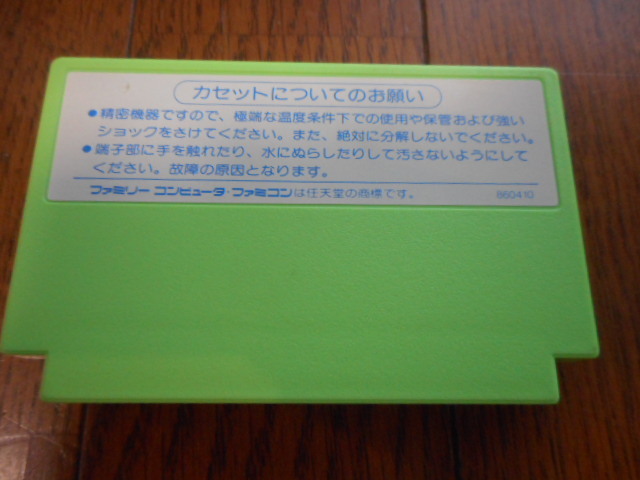 カセットについてのお願い
●精密機器ですので、極端な温度条件下での使用や保管および強い
ショックをさけてください。また、絶対に分解しないでください。
●端子部に手を触れたり、水にぬらしたりして汚さないようにして
ください。故障の原因となります。
ファミリーコンピュータ・ファミコンは任天堂の商標です。 860410